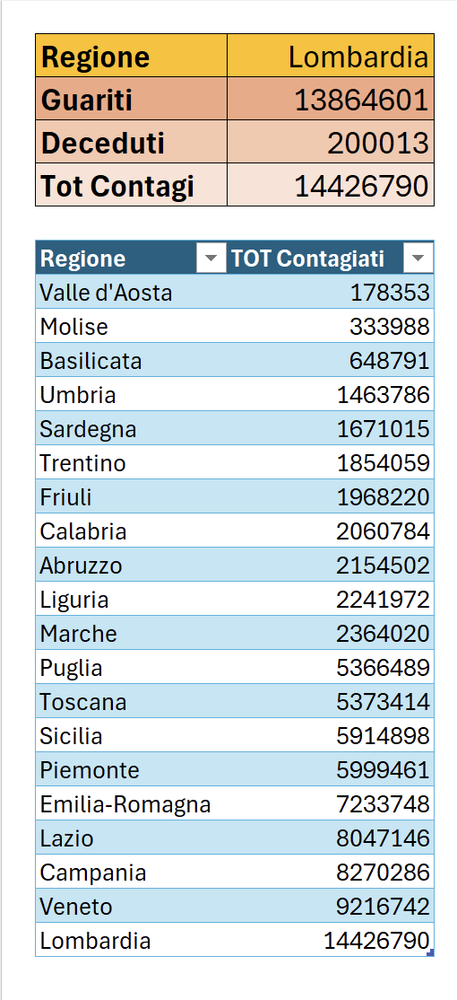 Regione Lombardia
Guariti 13864601
Deceduti 200013
Tot Contagi 14426790
Regione TOT Contagiati
Valle d'Aosta 178353
Molise 333988
Basilicata 648791
Umbria 1463786
Sardegna 1671015
Trentino 1854059
Friuli 1968220
Calabria 2060784
Abruzzo 2154502
Liguria 2241972
Marche 2364020
Puglia 5366489
Toscana 5373414
Sicilia 5914898
Piemonte 5999461
Emilia-Romagna 7233748
Lazio 8047146
Campania 8270286
Veneto 9216742
Lombardia 14426790